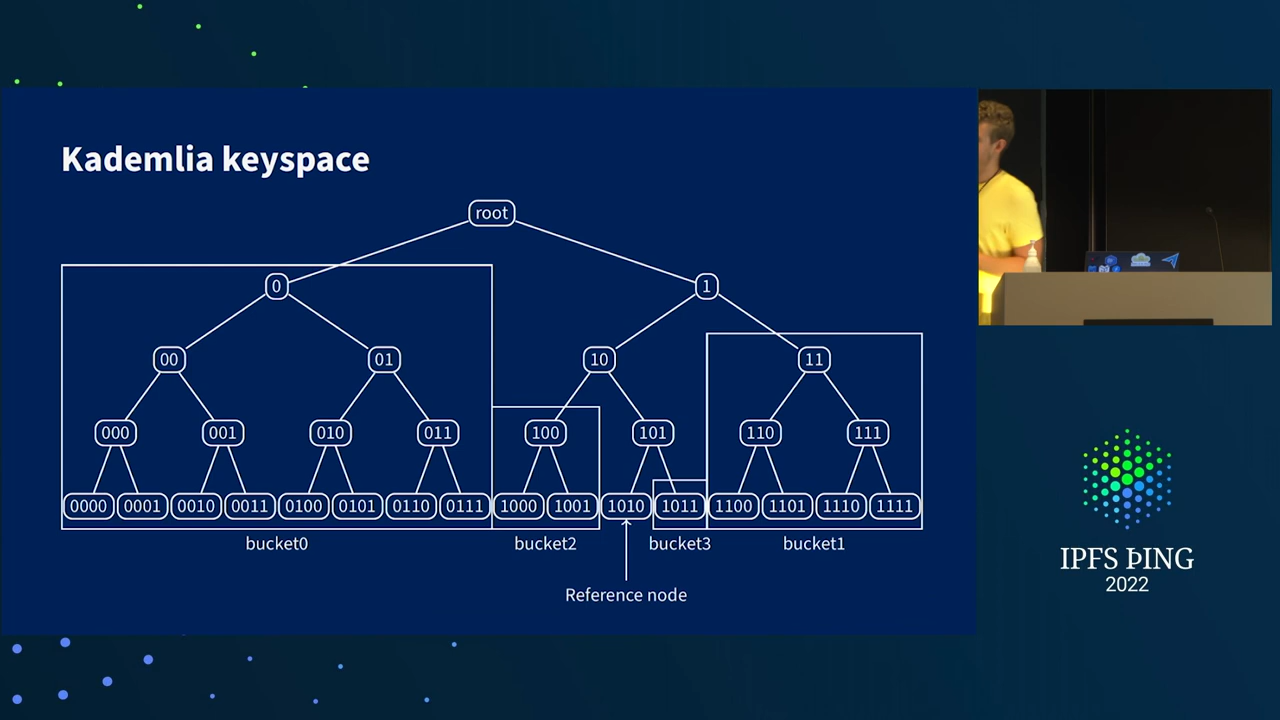 Kademlia keyspace
root
0 1
00 01 10 11
000 001 010 011 100 101 110 111
0000 0001 0010 0011 0100 0101 0110 0111 1000 1001 1010 1011 1100 1101 1110 1111
bucket0 bucket2 bucket3 bucket1
Reference node
IPFS ÞING
2022